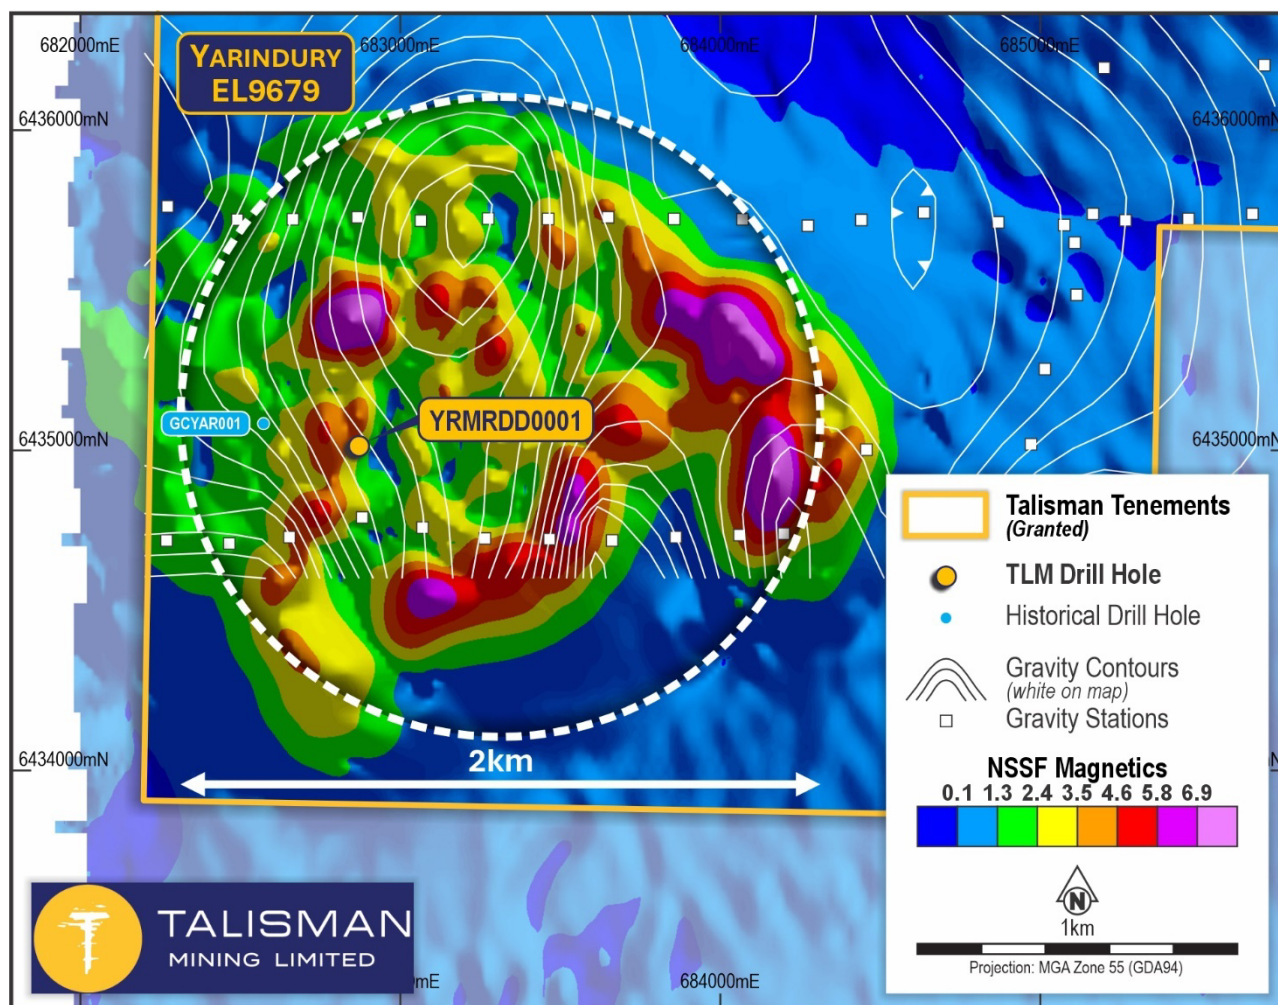 682000mE
683000mE
684000mE
685000mE
YARINDURY
EL9679
6436000mN
6436000mN
GCYAR001
YRMRDD0001
6435000mN
6435000mN
Talisman Tenements
(Granted)
TLM Drill Hole
Historical Drill Hole
Gravity Contours
(white on map)
Gravity Stations
2km
6434000mN
NSSF Magnetics
0.1 1.3 2.4 3.5 4.6 5.8 6.9
N
1km
Projection: MGA Zone 55 (GDA94)
TALISMAN
MINING LIMITED
684000mE